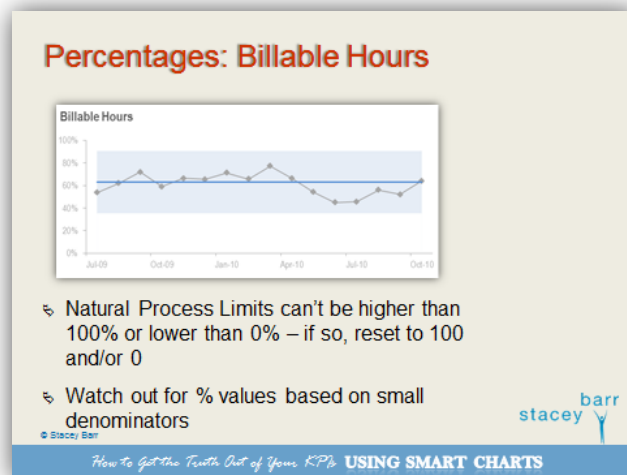 Percentages: Billable Hours
Billable Hours
100%
80%
60%
40%
20%
0%
Jul-09 Oct-09 Jan-10 Apr-10 Jul-10 Oct-10
Natural Process Limits can't be higher than
100% or lower than 0% – if so, reset to 100
and/or 0
Watch out for % values based on small
denominators
© Stacey Barr
stacey barr
How to Get the Truth Out of Your KPIs USING SMART CHARTS